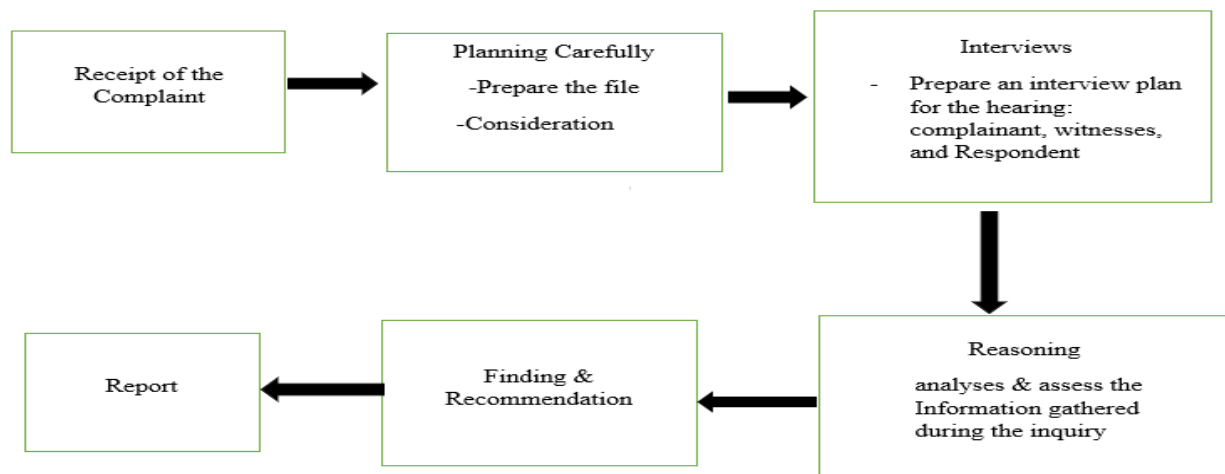 Receipt of the
Complaint
Planning Carefully
-Prepare the file
-Consideration
Interviews
- Prepare an interview plan
for the hearing:
complainant, witnesses,
and Respondent
Reasoning
analyses & assess the
Information gathered
during the inquiry
Finding &
Recommendation
Report